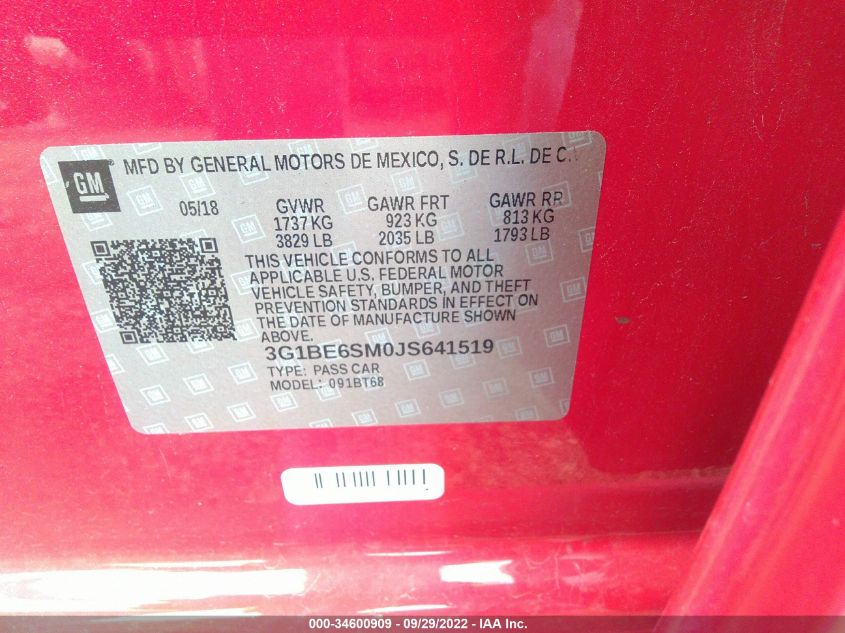 GM
MFD BY GENERAL MOTORS DE MEXICO, S. DE R.L. DE C.V
05/18 GVWR GAWR FRT GAWR RR
1737 KG 923 KG 813 KG
3829 LB 2035 LB 1793 LB
THIS VEHICLE CONFORMS TO ALL
APPLICABLE U.S. FEDERAL MOTOR
VEHICLE SAFETY, BUMPER, AND THEFT
PREVENTION STANDARDS IN EFFECT ON
THE DATE OF MANUFACTURE SHOWN
ABOVE.
3G1BE6SM0JS641519
TYPE: PASS CAR
MODEL: 091BT68
000-34600909 - 09/29/2022 - IAA Inc.